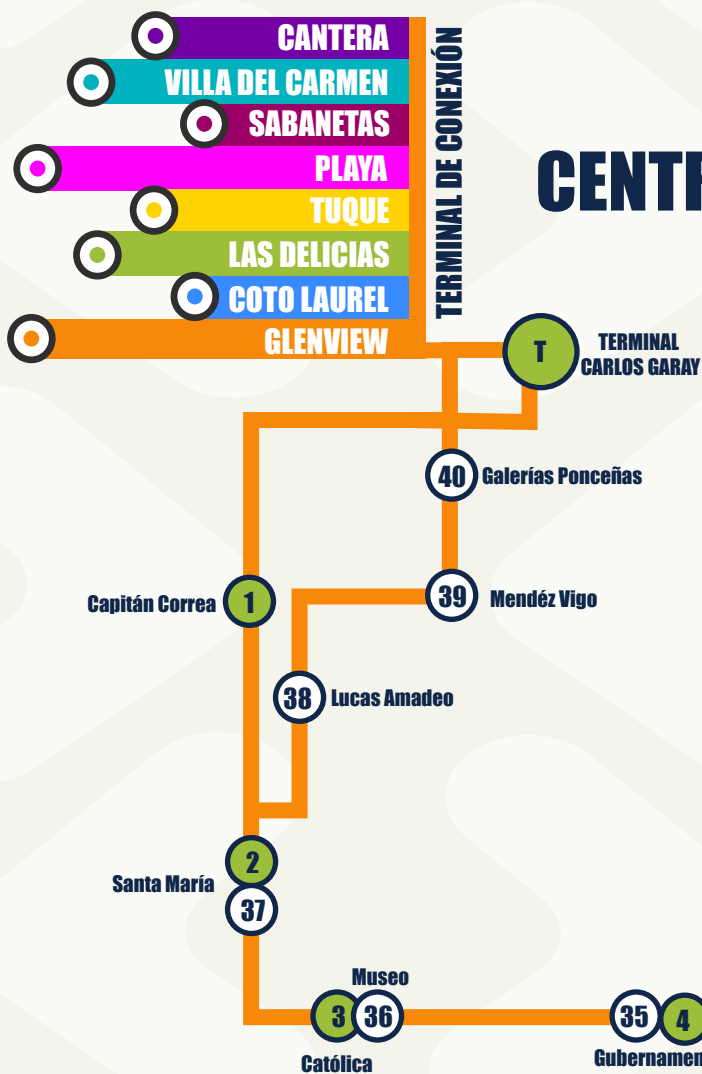 CANTERA
VILLA DEL CARMEN
SABANETAS
PLAYA
TUQUE
LAS DELICIAS
COTO LAUREL
GLENVIEW
TERMINAL DE CONEXIÓN
CENTR
T
TERMINAL
CARLOS GARAY
40 Galerías Ponceñas
Capitán Correa 1
39 Mendéz Vigo
38 Lucas Amadeo
2
Santa María
37
Museo
3 36
35 4
Católica
Gubernamen